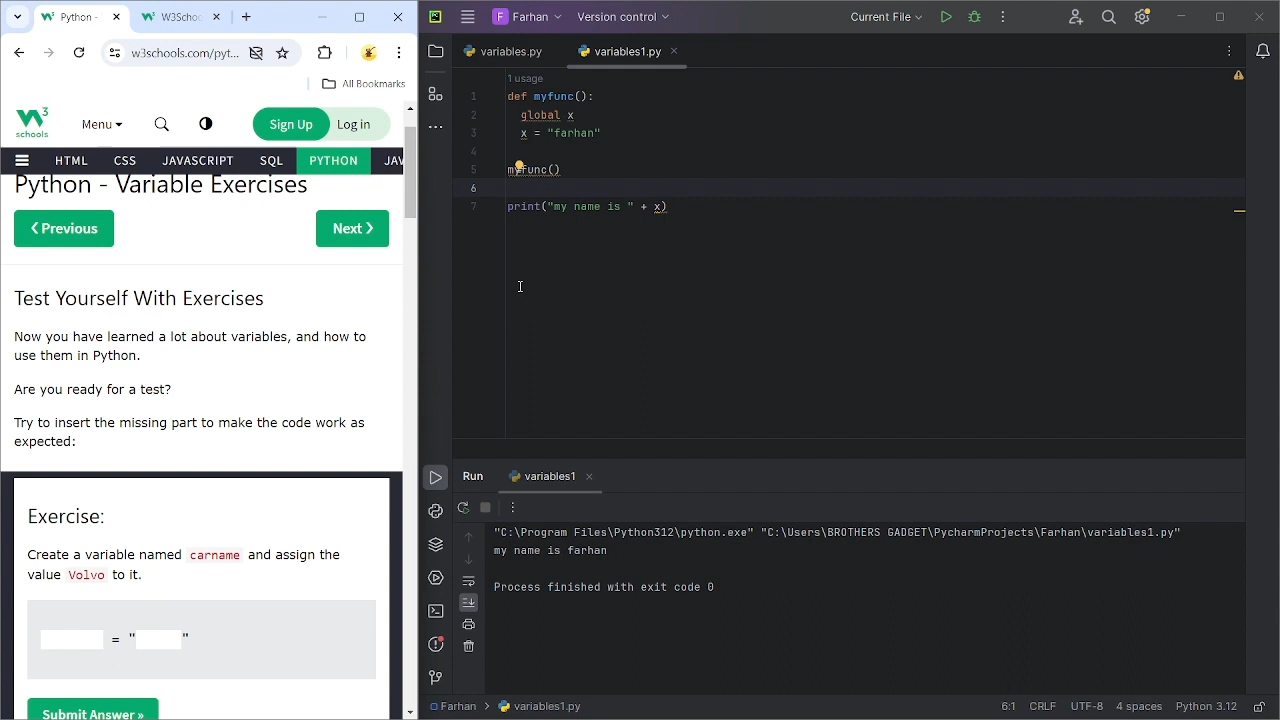 Python -
W3Schoo
w3schools.com/pyt...
All Bookmarks
W3
schools
Menu
Sign Up
Log in
HTML
CSS
JAVASCRIPT
SQL
PYTHON
JAV
Python - Variable Exercises
❮ Previous
Next ❯
Test Yourself With Exercises
Now you have learned a lot about variables, and how to
use them in Python.
Are you ready for a test?
Try to insert the missing part to make the code work as
expected:
Exercise:
Create a variable named carname and assign the
value Volvo to it.
= " "
Submit Answer »
F
Farhan
Version control
Current File
variables.py
variables1.py
1 usage
1 def myfunc():
2 global x
3 x = "farhan"
4
5 myfunc()
6
7 print("my name is " + x)
Run
variables1
"C:\Program Files\Python312\python.exe" "C:\Users\BROTHERS GADGET\PycharmProjects\Farhan\variables1.py"
my name is farhan
Process finished with exit code 0
Farhan
variables1.py
6:1
CRLF
UTF-8
4 spaces
Python 3.12